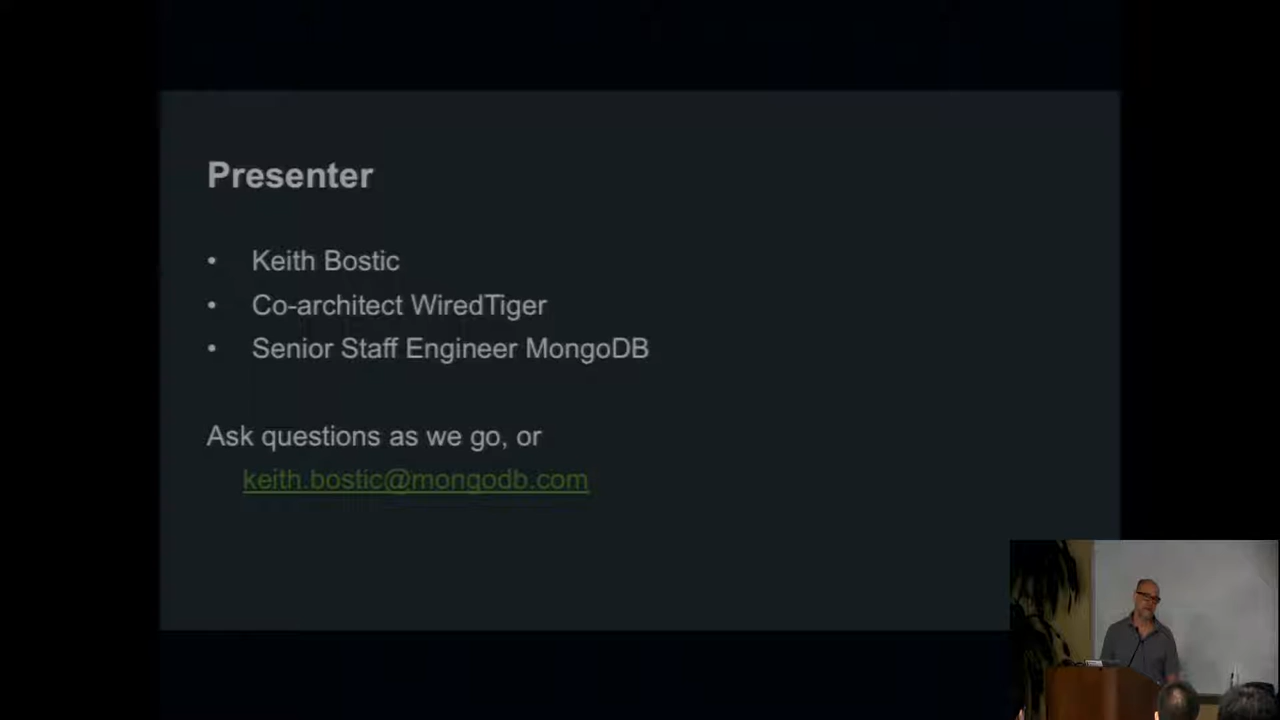 Presenter
• Keith Bostic
• Co-architect WiredTiger
• Senior Staff Engineer MongoDB
Ask questions as we go, or
keith.bostic@mongodb.com